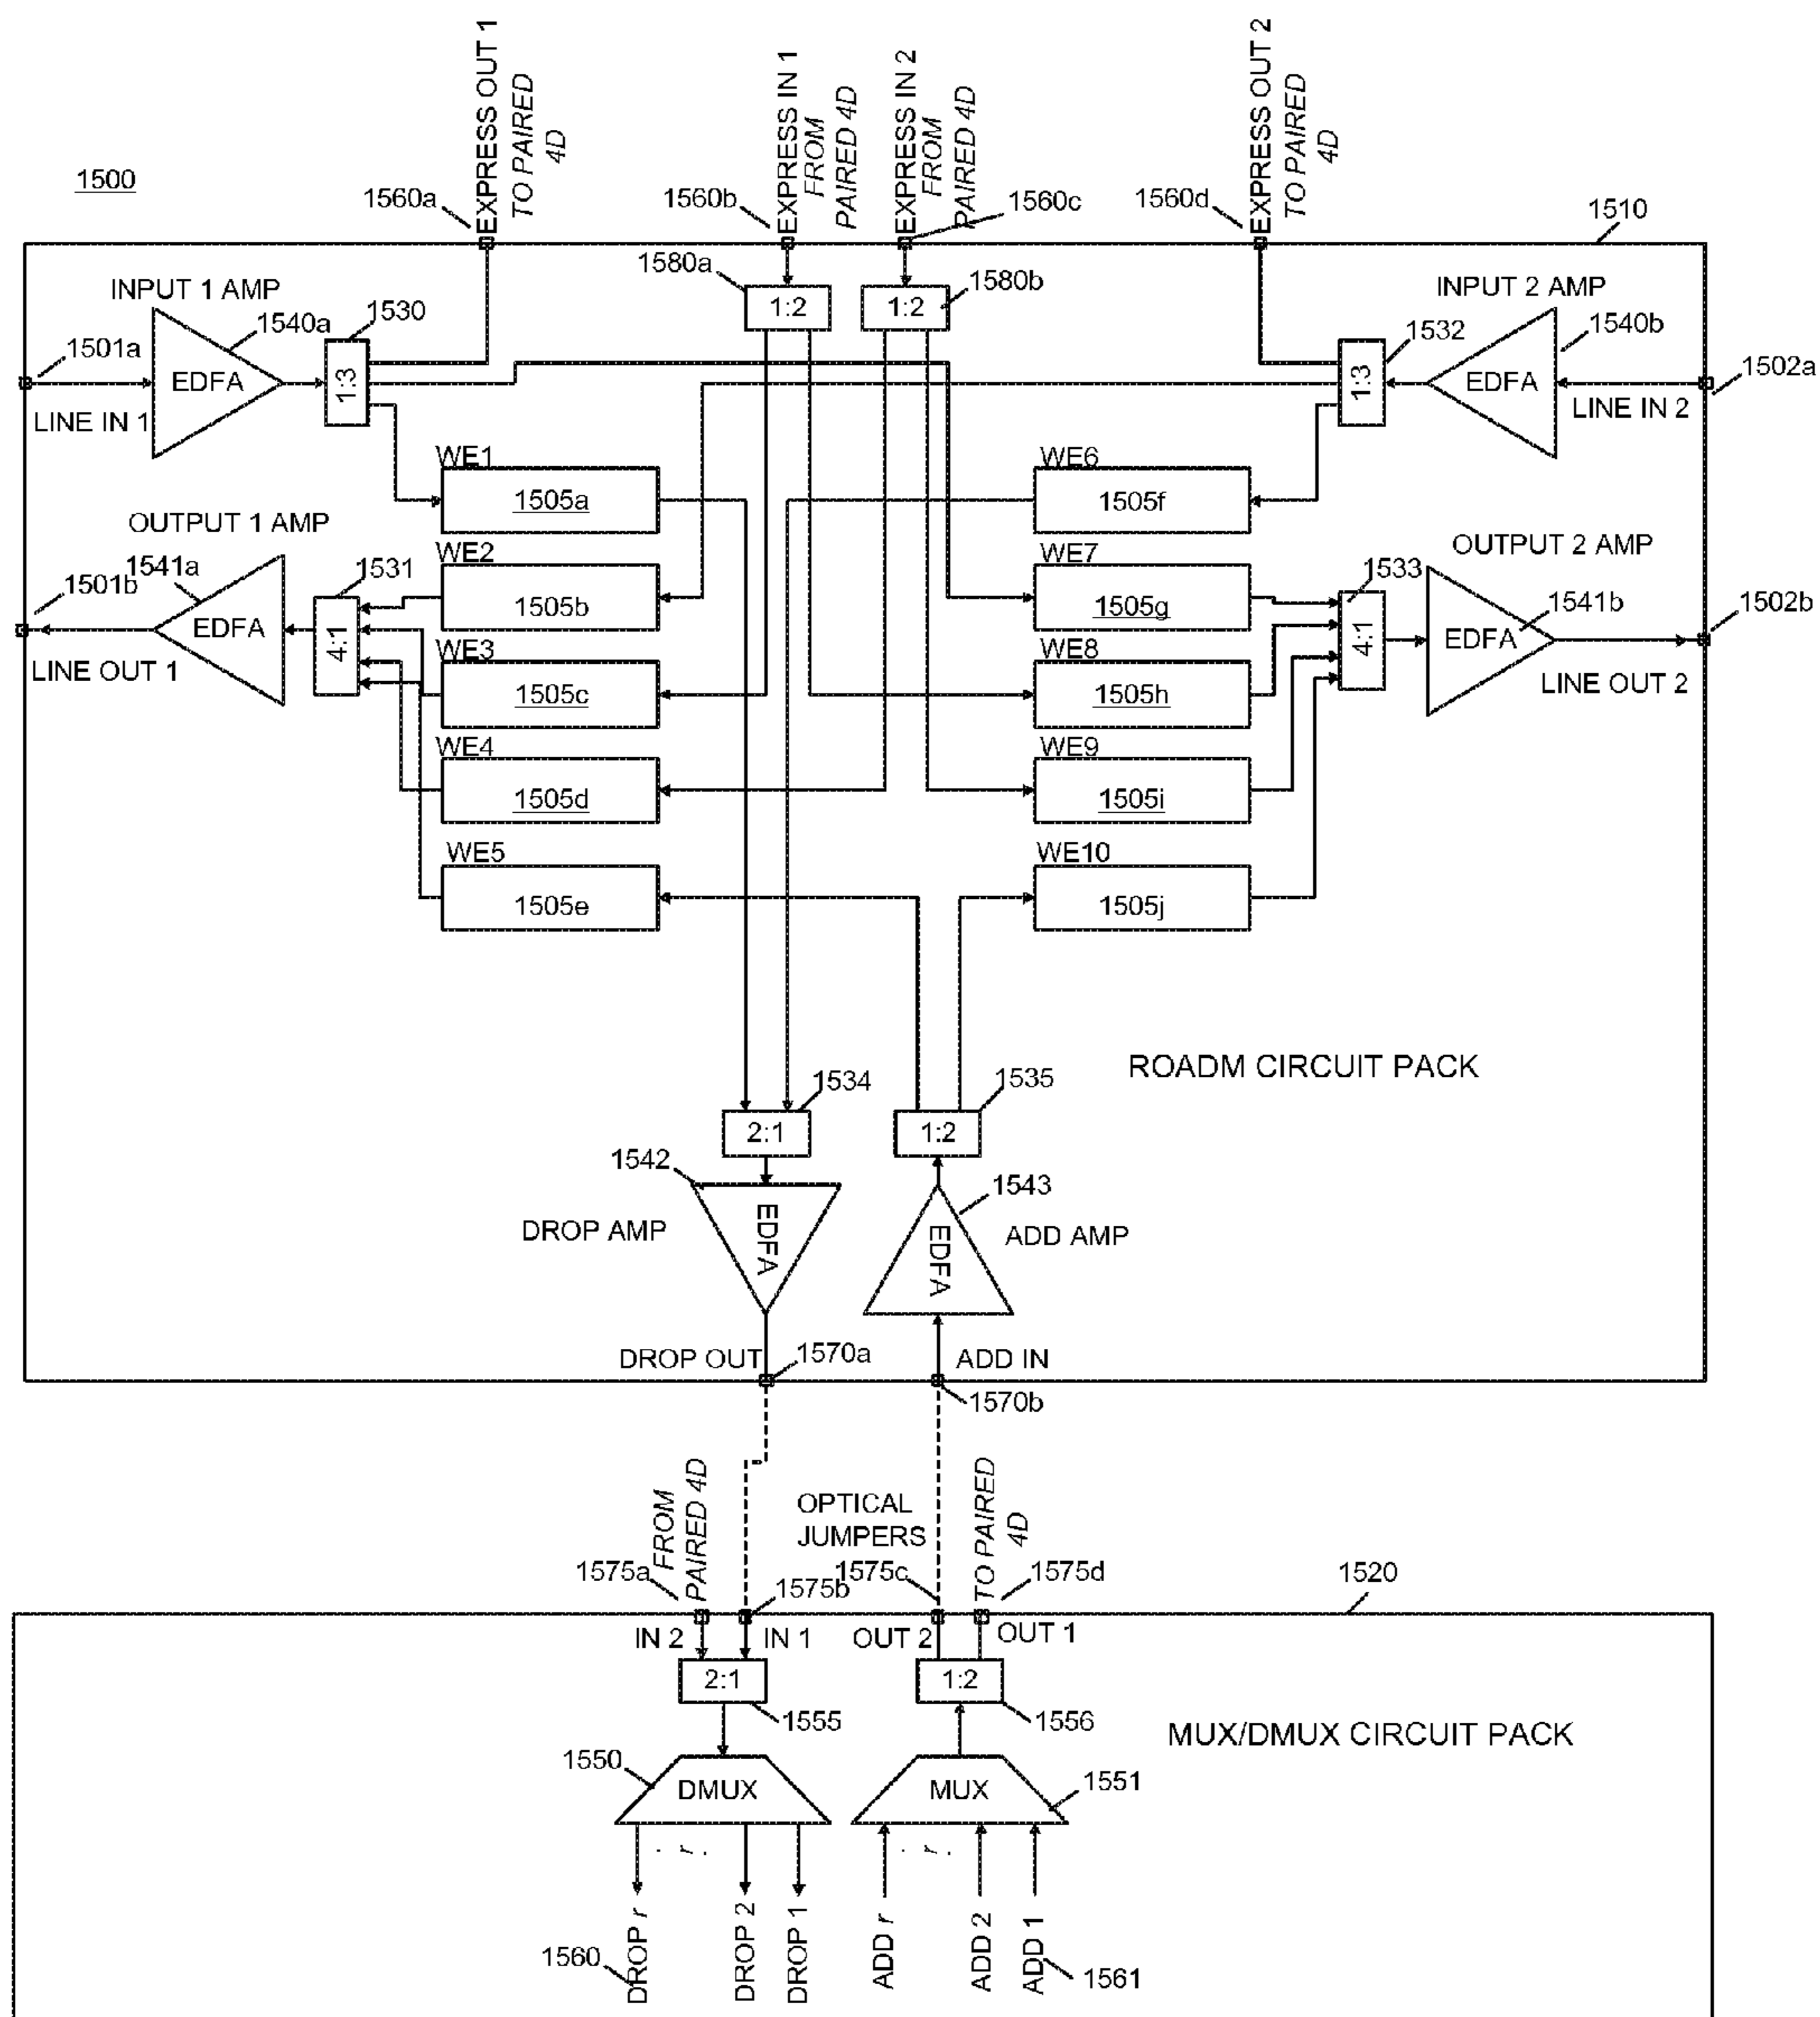 1500
EXPRESS OUT 1
TO PAIRED
4D
EXPRESS IN 1
FROM
PAIRED 4D
EXPRESS IN 2
FROM
PAIRED 4D
EXPRESS OUT 2
TO PAIRED
4D
1560a
1560b
1560c
1560d
1510
1580a
1:2
1:2
1580b
INPUT 1 AMP
1540a
1530
1501a
EDFA
1:3
LINE IN 1
INPUT 2 AMP
1540b
1532
1:3
EDFA
1502a
LINE IN 2
WE1
1505a
WE6
1505f
OUTPUT 1 AMP
1541a
1531
1501b
EDFA
4:1
LINE OUT 1
WE2
1505b
WE7
1505g
OUTPUT 2 AMP
1533
4:1
EDFA
1541b
1502b
LINE OUT 2
WE3
1505c
WE8
1505h
WE4
1505d
WE9
1505i
WE5
1505e
WE10
1505j
ROADM CIRCUIT PACK
1534
2:1
1535
1:2
1542
EDFA
DROP AMP
1543
EDFA
ADD AMP
DROP OUT
1570a
ADD IN
1570b
FROM
PAIRED 4D
OPTICAL
JUMPERS
TO PAIRED
4D
1575a
1575b
1575c
1575d
1520
IN 2
IN 1
OUT 2
OUT 1
2:1
1555
1:2
1556
MUX/DMUX CIRCUIT PACK
1550
DMUX
MUX
1551
. r .
. r .
DROP r
DROP 2
DROP 1
ADD r
ADD 2
ADD 1
1560
1561